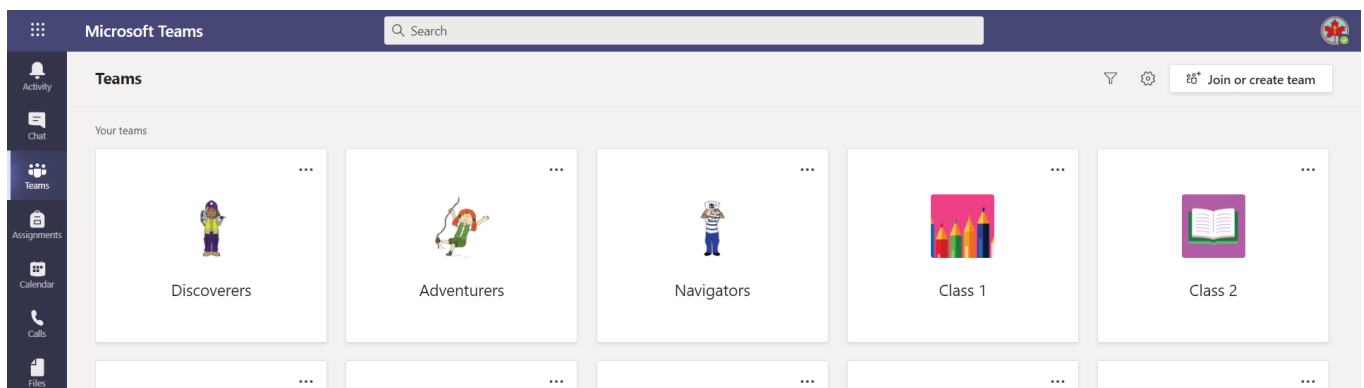 Microsoft Teams
Search
Activity
Chat
Teams
Assignments
Calendar
Calls
Files
Teams
Join or create team
Your teams
Discoverers
Adventurers
Navigators
Class 1
Class 2